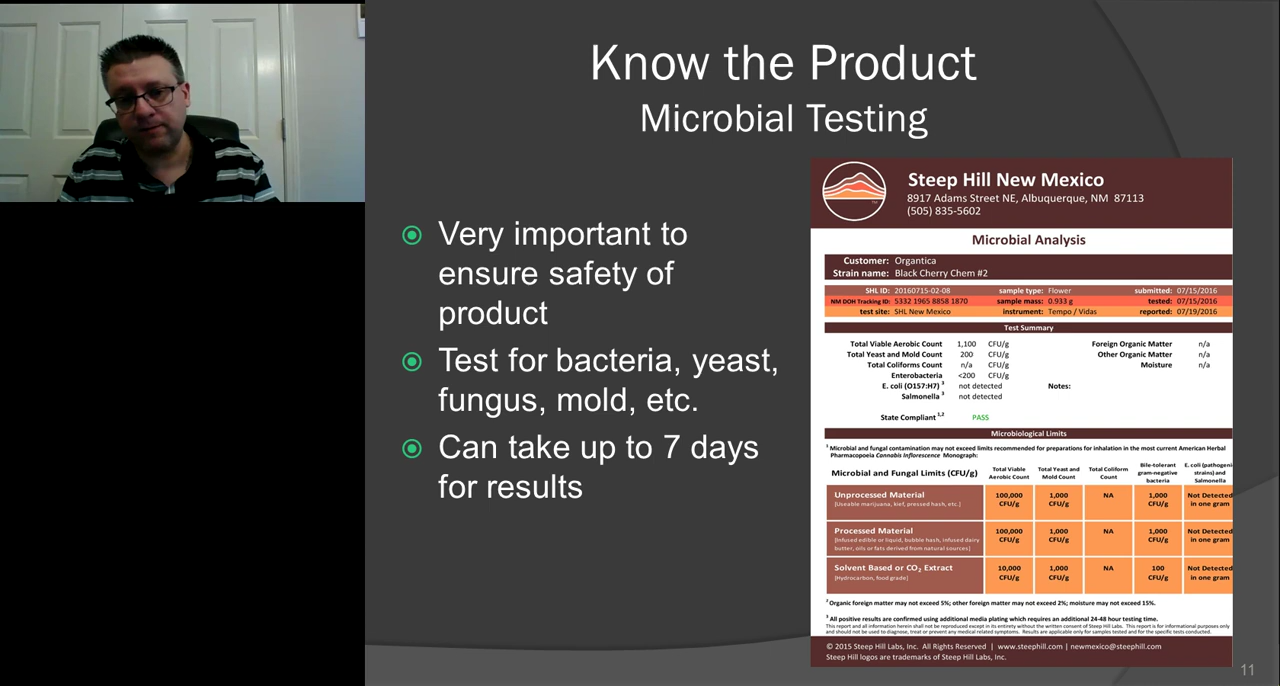 Know the Product
Microbial Testing
Very important to
ensure safety of
product
Test for bacteria, yeast,
fungus, mold, etc.
Can take up to 7 days
for results
Steep Hill New Mexico
8917 Adams Street NE, Albuquerque, NM 87113
(505) 835-5602
TM
Microbial Analysis
Customer: Organtica
Strain name: Black Cherry Chem #2
SHL ID: 20160715-02-08 sample type: Flower submitted: 07/15/2016
NM DOH Tracking ID: 5332 1965 8858 1870 sample mass: 0.933 g tested: 07/15/2016
test site: SHL New Mexico instrument: Tempo / Vidas reported: 07/19/2016
Test Summary
Total Viable Aerobic Count 1,100 CFU/g Foreign Organic Matter n/a
Total Yeast and Mold Count 200 CFU/g Other Organic Matter n/a
Total Coliforms Count n/a CFU/g Moisture n/a
Enterobacteria <200 CFU/g
E. coli (O157:H7) 3 not detected Notes:
Salmonella 3 not detected
State Compliant 1,2 PASS
Microbiological Limits
1 Microbial and fungal contamination may not exceed limits recommended for preparations for inhalation in the most current American Herbal
Pharmacopoeia Cannabis Inflorescence Monograph:
Microbial and Fungal Limits (CFU/g) Total Viable Aerobic Count Total Yeast and Mold Count Total Coliform Count Bile-tolerant gram-negative bacteria E. coli (pathogeni strains) and Salmonella
Unprocessed Material 100,000 CFU/g 1,000 CFU/g NA 1,000 CFU/g Not Detected in one gram
[Useable marijuana, kief, pressed hash, etc.]
Processed Material 100,000 CFU/g 1,000 CFU/g NA 1,000 CFU/g Not Detected in one gram
[Infused edible or liquid, bubble hash, infused dairy
butter, oils or fats derived from natural sources]
Solvent Based or CO2 Extract 10,000 CFU/g 1,000 CFU/g NA 100 CFU/g Not Detected in one gram
[Hydrocarbon, food grade]
2 Organic foreign matter may not exceed 5%; other foreign matter may not exceed 2%; moisture may not exceed 15%.
3 All positive results are confirmed using additional media plating which requires an additional 24-48 hour testing time.
This report and all information herein shall not be reproduced except in its entirety without the written consent of Steep Hill Labs. This report is for informational purposes only
and should not be used to diagnose, treat or prevent any medical related symptoms. Results are applicable only for samples tested and for the specific tests conducted.
© 2015 Steep Hill Labs, Inc. All Rights Reserved | www.steephill.com | newmexico@steephill.com
Steep Hill logos are trademarks of Steep Hill Labs, Inc.
11